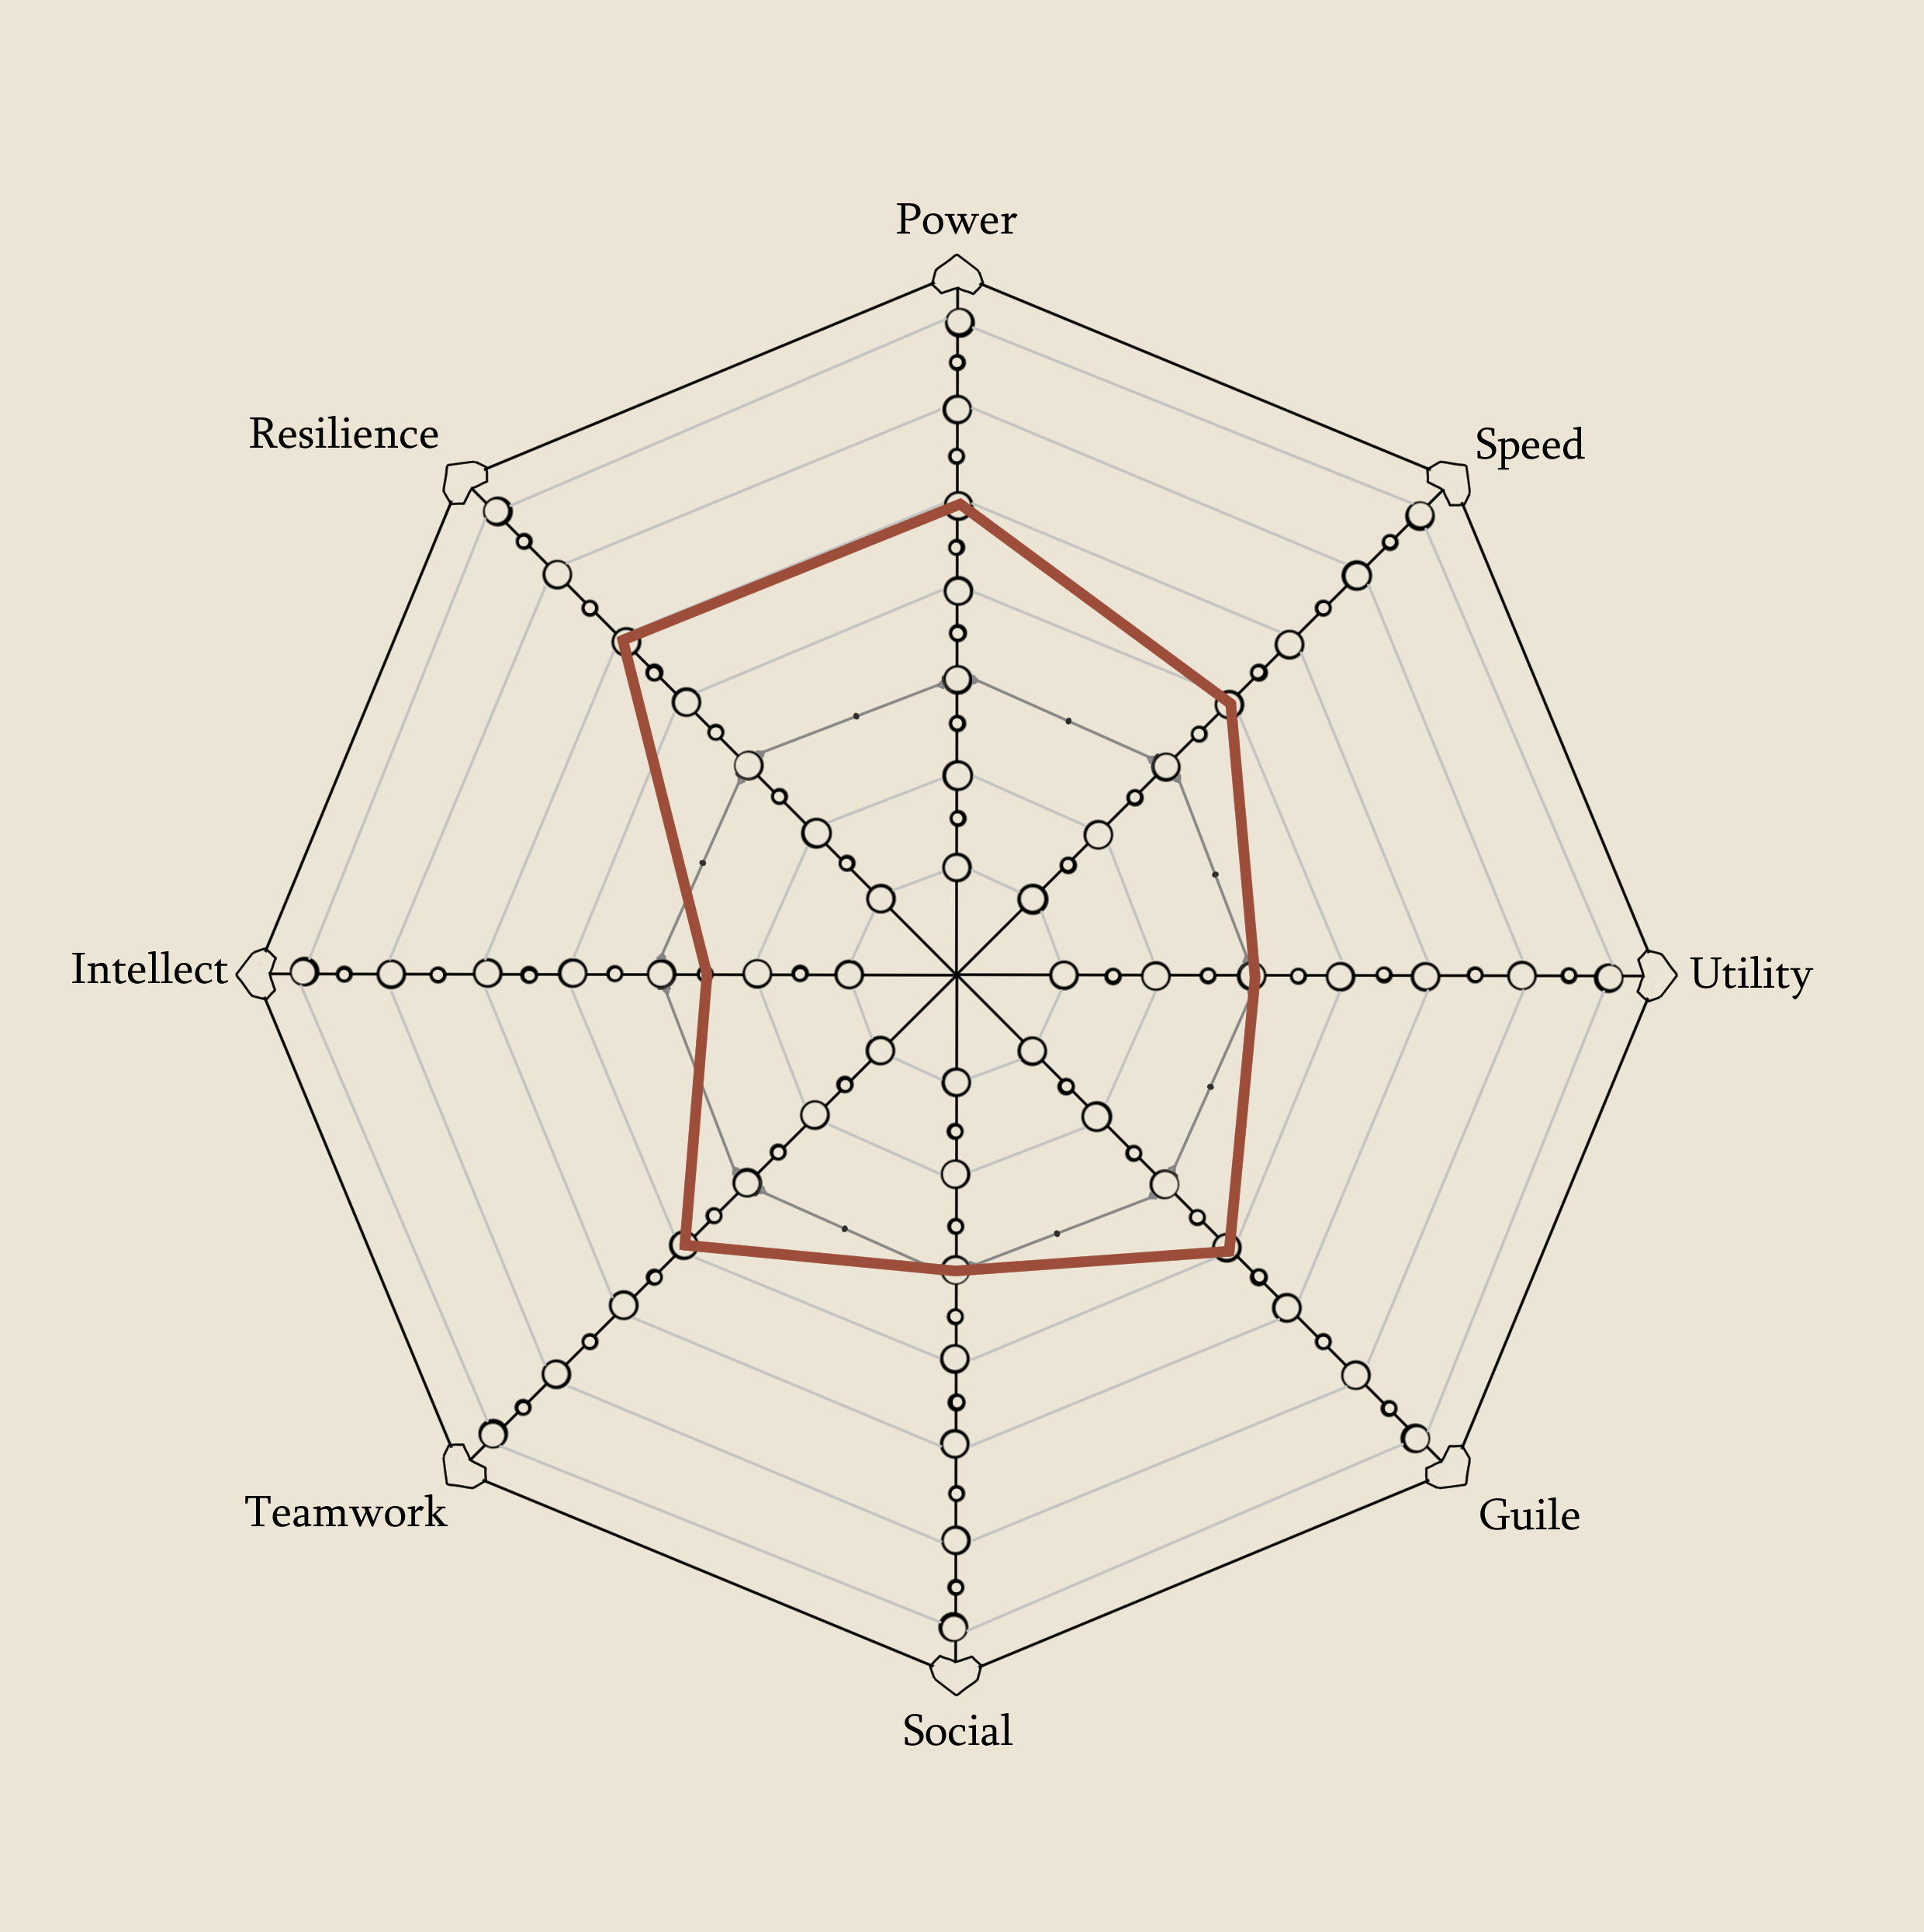 Power
Speed
Resilience
Intellect
Utility
Teamwork
Guile
Social